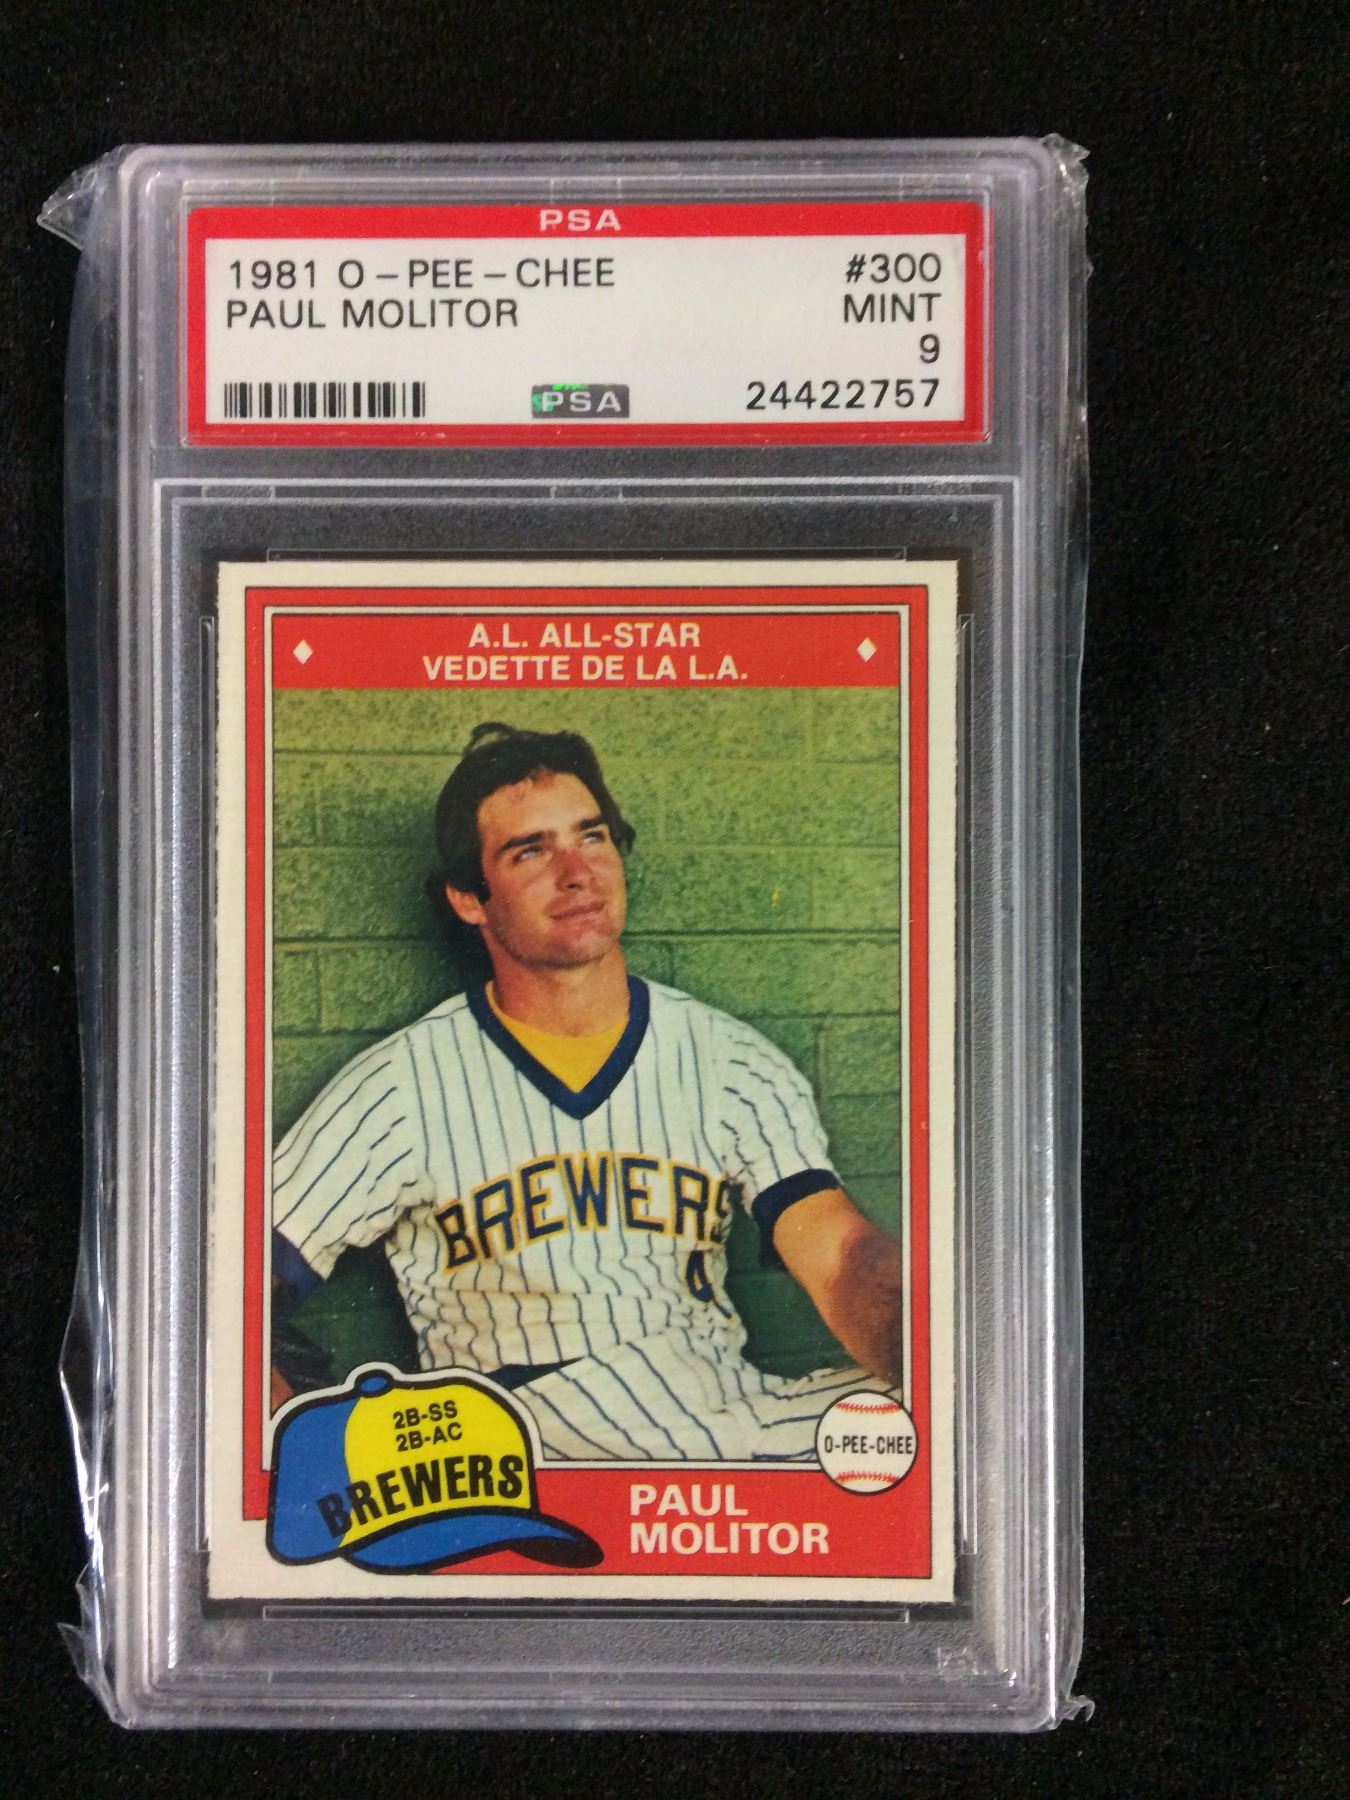 PSA
1981 O-PEE-CHEE #300
PAUL MOLITOR MINT
9
PSA 24422757
A.L. ALL-STAR
VEDETTE DE LA L.A.
BREWERS
4
2B-SS
2B-AC
BREWERS
O-PEE-CHEE
PAUL
MOLITOR